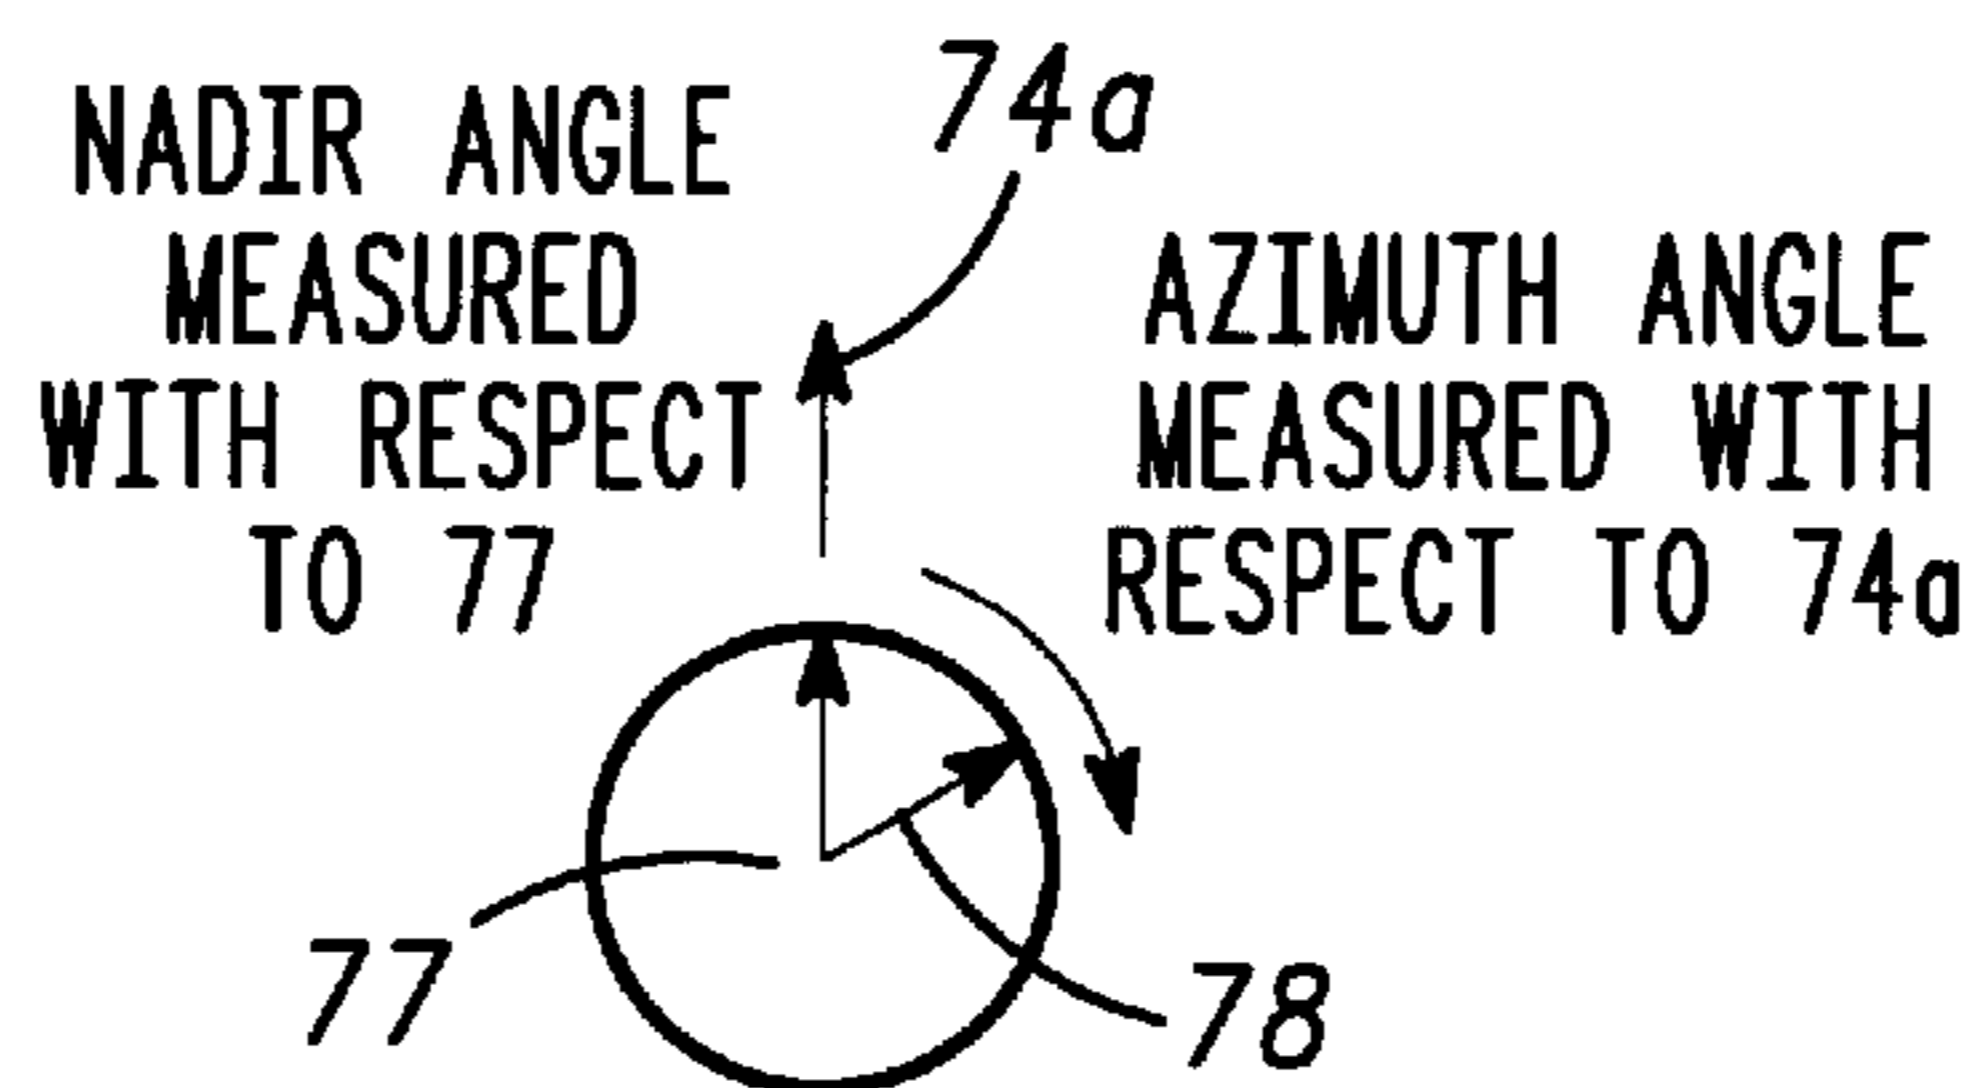 74a
NADIR ANGLE
MEASURED
WITH RESPECT
TO 77
AZIMUTH ANGLE
MEASURED WITH
RESPECT TO 74a
77
78